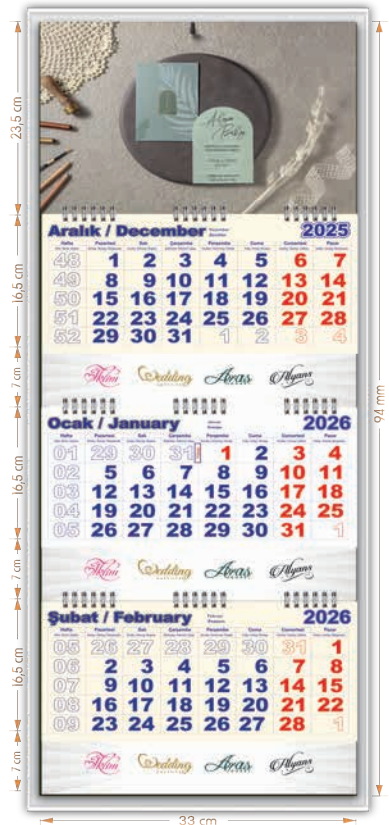 23,5 cm
Aralık / December 2025
Hafta Pazartesi Salı Çarşamba Perşembe Cuma Cumartesi Pazar
48 1 2 3 4 5 6 7
49 8 9 10 11 12 13 14
50 15 16 17 18 19 20 21
51 22 23 24 25 26 27 28
52 29 30 31 1 2 3 4
16,5 cm
Aklım Wedding Aras Alyans
7 cm
Ocak / January 2026
Hafta Pazartesi Salı Çarşamba Perşembe Cuma Cumartesi Pazar
01 29 30 31 1 2 3 4
02 5 6 7 8 9 10 11
03 12 13 14 15 16 17 18
04 19 20 21 22 23 24 25
05 26 27 28 29 30 31 1
16,5 cm
Wedding Aras Alyans
7 cm
Şubat / February 2026
Hafta Pazartesi Salı Çarşamba Perşembe Cuma Cumartesi Pazar
05 26 27 28 29 30 31 1
06 2 3 4 5 6 7 8
07 9 10 11 12 13 14 15
08 16 17 18 19 20 21 22
09 23 24 25 26 27 28 1
16,5 cm
Wedding Aras Alyans
7 cm
94 mm
33 cm